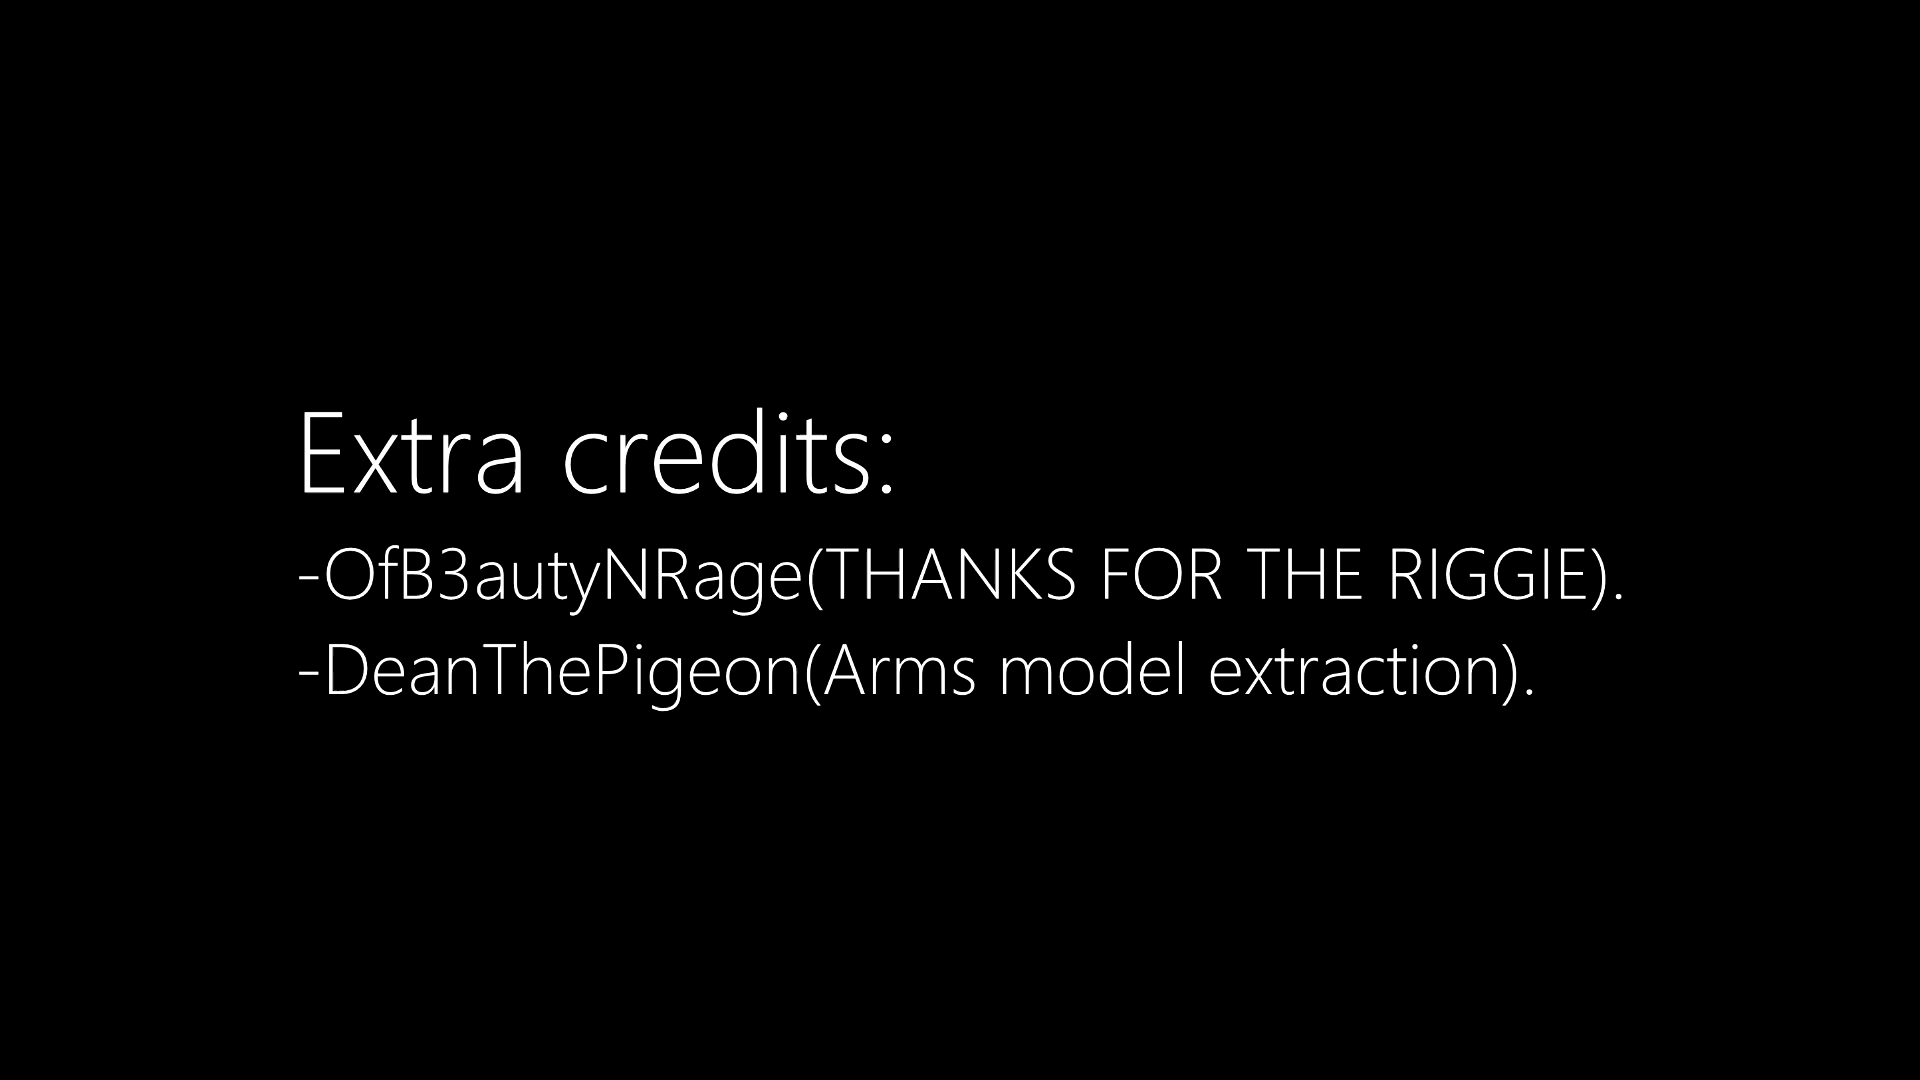 Extra credits:
-OfB3autyNRage(THANKS FOR THE RIGGIE).
-DeanThePigeon(Arms model extraction).